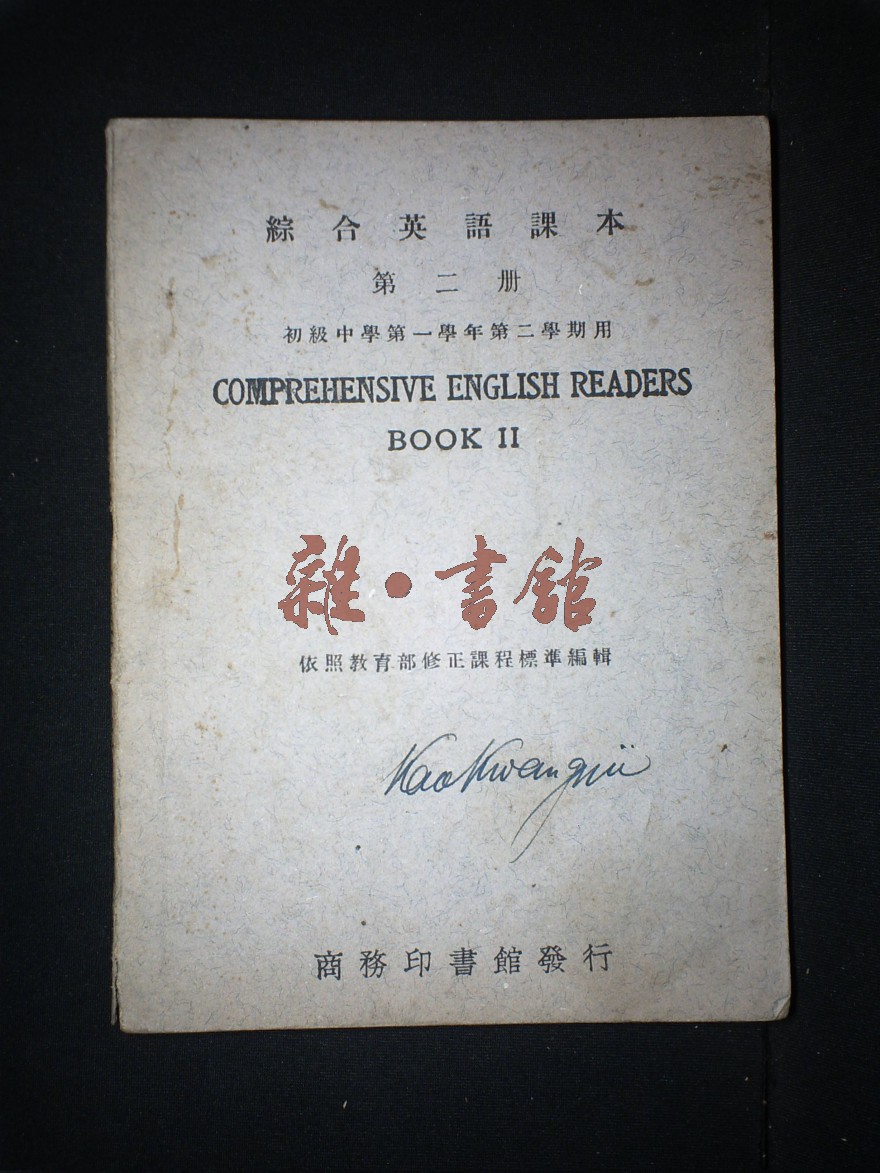 綜合英語課本
第二册
初級中學第一學年第二學期用
COMPREHENSIVE ENGLISH READERS
BOOK II
雜·書館
依照教育部修正課程標準編輯
商務印書館發行